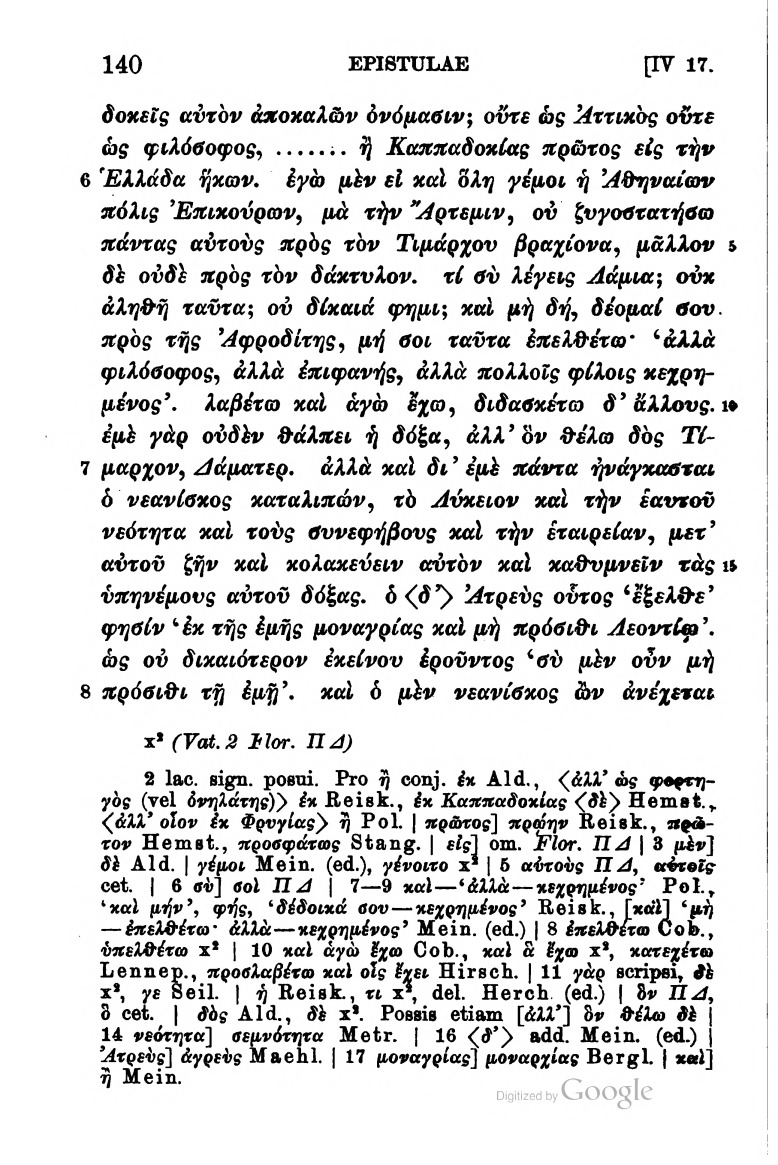 140 EPISTULAE [IV 17.
δοκεῖς αὐτὸν ἀποκαλῶν ὀνόμασιν; οὔτε ὡς Ἀττικὸς οὔτε
ὡς φιλόσοφος, ....... ἢ Καππαδοκίας πρῶτος εἰς τὴν
6 Ἑλλάδα ἥκων. ἐγὼ μὲν εἰ καὶ ὅλη γέμοι ἡ Ἀθηναίων
πόλις Ἐπικούρων, μὰ τὴν Ἄρτεμιν, οὐ ζυγοστατήσω
πάντας αὐτοὺς πρὸς τὸν Τιμάρχου βραχίονα, μᾶλλον 5
δὲ οὐδὲ πρὸς τὸν δάκτυλον. τί σὺ λέγεις Λάμια; οὐκ
ἀληθῆ ταῦτα; οὐ δίκαιά φημι; καὶ μὴ δή, δέομαί σου
πρὸς τῆς Ἀφροδίτης, μή σοι ταῦτα ἐπελθέτω· ‘ἀλλὰ
φιλόσοφος, ἀλλὰ ἐπιφανής, ἀλλὰ πολλοῖς φίλοις κεχρη-
μένος’. λαβέτω καὶ ἁγὼ ἔχω, διδασκέτω δ’ ἄλλους. 10
ἐμὲ γὰρ οὐδὲν θάλπει ἡ δόξα, ἀλλ’ ὃν θέλω δὸς Τί-
7 μαρχον, Δάματερ. ἀλλὰ καὶ δι’ ἐμὲ πάντα ἠνάγκασται
ὁ νεανίσκος καταλιπών, τὸ Λύκειον καὶ τὴν ἑαυτοῦ
νεότητα καὶ τοὺς συνεφήβους καὶ τὴν ἑταιρείαν, μετ’
αὐτοῦ ζῆν καὶ κολακεύειν αὐτὸν καὶ καθυμνεῖν τὰς 15
ὑπηνέμους αὐτοῦ δόξας. ὁ ⟨δ’⟩ Ἀτρεὺς οὗτος ‘ἔξελθε’
φησίν ‘ἐκ τῆς ἐμῆς μοναγρίας καὶ μὴ πρόσιθι Λεοντίῳ’.
ὡς οὐ δικαιότερον ἐκείνου ἐροῦντος ‘σὺ μὲν οὖν μὴ
8 πρόσιθι τῇ ἐμῇ’. καὶ ὁ μὲν νεανίσκος ὢν ἀνέχεται
x² (Vat. 2 Flor. Π Δ)
2 lac. sign. posui. Pro ἢ conj. ἐκ Ald., ⟨ἀλλ’ ὡς φορτη-
γὸς (vel ὀνηλάτης)⟩ ἐκ Reisk., ἐκ Καππαδοκίας ⟨δὲ⟩ Hemst.,
⟨ἀλλ’ οἷον ἐκ Φρυγίας⟩ ἢ Pol. | πρῶτος] πρῴην Reisk., πρῶ-
τον Hemst., προσφάτως Stang. | εἰς] om. Flor. Π Δ | 3 μὲν]
δὲ Ald. | γέμοι Mein. (ed.), γένοιτο x² | 5 αὐτοὺς Π Δ, αὐτοῖς
cet. | 6 σὺ] σοὶ Π Δ | 7—9 καὶ—‘ἀλλὰ—κεχρημένος’ Pol.,
‘καὶ μήν’, φής, ‘δέδοικά σου—κεχρημένος’ Reisk., [καὶ] ‘μὴ
—ἐπελθέτω· ἀλλὰ—κεχρημένος’ Mein. (ed.) | 8 ἐπελθέτω Cob.,
ὑπελθέτω x² | 10 καὶ ἁγὼ ἔχω Cob., καὶ ἃ ἔχω x², κατεχέτω
Lennep., προσλαβέτω καὶ οἷς ἔχει Hirsch. | 11 γὰρ scripsi, δὲ
x², γε Seil. | ἡ Reisk., τι x², del. Herch. (ed.) | ὃν Π Δ,
ὃ cet. | δὸς Ald., δὲ x². Possis etiam [ἀλλ’] ὃν θέλω δὲ |
14 νεότητα] σεμνότητα Metr. | 16 ⟨δ’⟩ add. Mein. (ed.) |
Ἀτρεὺς] ἀγρεὺς Maehl. | 17 μοναγρίας] μοναρχίας Bergl. | καὶ]
ἢ Mein.
Digitized by Google